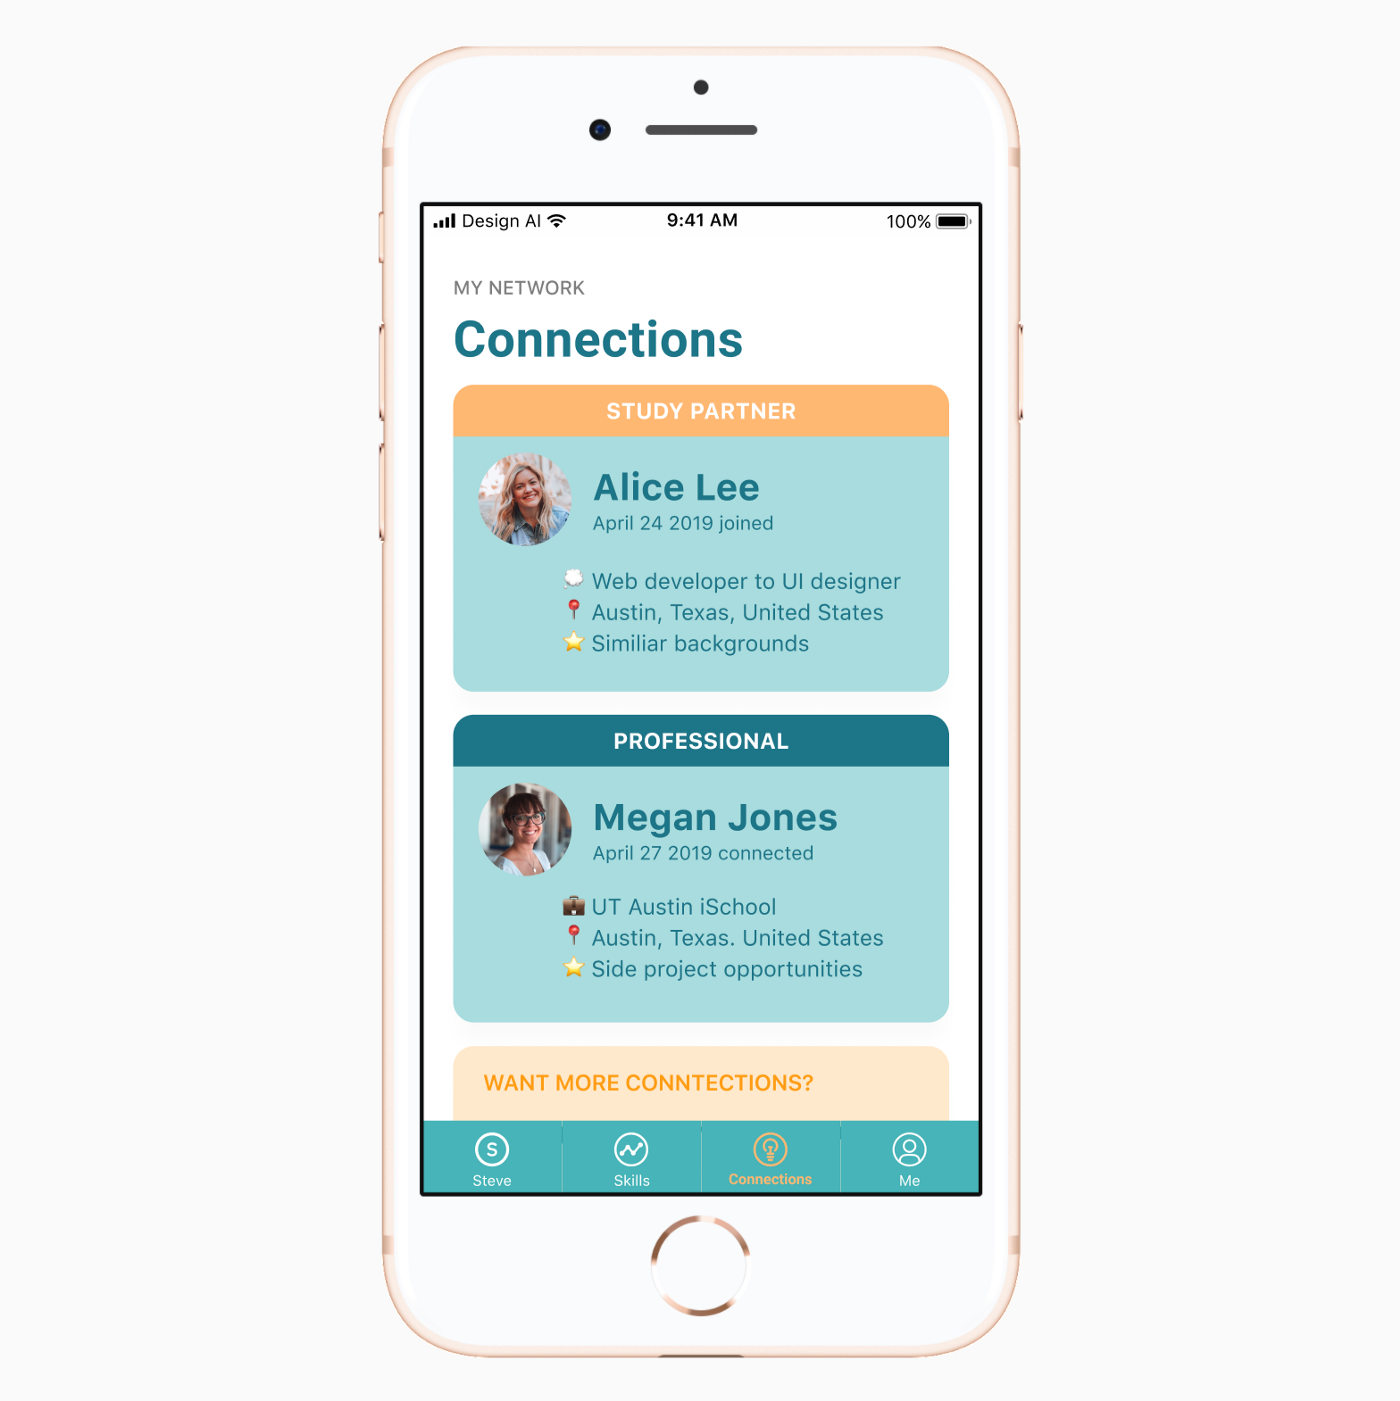 Design AI 9:41 AM 100%
MY NETWORK
Connections
STUDY PARTNER
Alice Lee
April 24 2019 joined
Web developer to UI designer
Austin, Texas, United States
Similiar backgrounds
PROFESSIONAL
Megan Jones
April 27 2019 connected
UT Austin iSchool
Austin, Texas. United States
Side project opportunities
WANT MORE CONNTECTIONS?
S
Steve Skills Connections Me